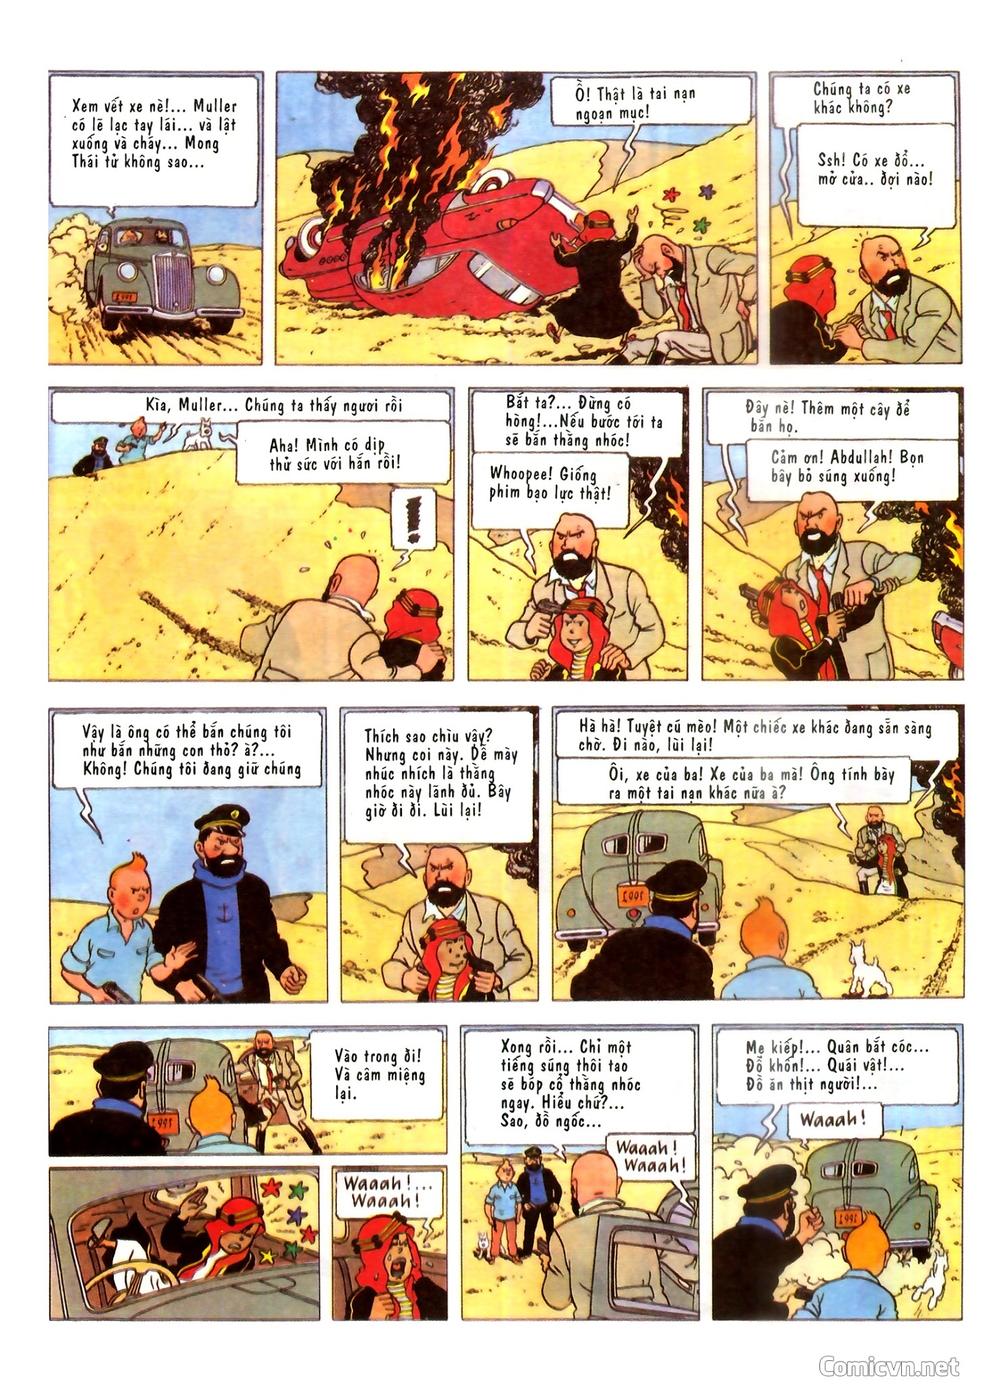 Xem vết xe nè!... Muller
có lẽ lạc tay lái... và lật
xuống và cháy... Mong
Thái tử không sao...
1991
Ồ! Thật là tai nạn
ngoạn mục!
Chúng ta có xe
khác không?
Ssh! Có xe đổ...
mở cửa.. đợi nào!
Kìa, Muller... Chúng ta thấy ngươi rồi
Aha! Mình có dịp
thử sức với hắn rồi!
!
Bắt ta?... Đừng có
hòng!...Nếu bước tới ta
sẽ bắn thằng nhóc!
Whoopee! Giống
phim bạo lực thật!
Đây nè! Thêm một cây để
bắn họ.
Cảm ơn! Abdullah! Bọn
bây bỏ súng xuống!
Vậy là ông có thể bắn chúng tôi
như bắn những con thỏ? à?...
Không! Chúng tôi đang giữ chúng
Thích sao chìu vậy?
Nhưng coi này. Dễ mày
nhúc nhích là thằng
nhóc này lãnh đủ. Bây
giờ đi đi. Lùi lại!
Hà hà! Tuyệt cú mèo! Một chiếc xe khác đang sẵn sàng
chờ. Đi nào, lùi lại!
Ôi, xe của ba! Xe của ba mà! Ông tính bày
ra một tai nạn khác nữa à?
1991
Vào trong đi!
Và câm miệng
lại.
1991
Waaah!...
Waaah!
Xong rồi... Chỉ một
tiếng súng thôi tao
sẽ bóp cổ thằng nhóc
ngay. Hiểu chứ?...
Sao, đồ ngốc...
Waaah!
Waaah!
Mẹ kiếp!... Quân bắt cóc...
Đồ khốn!... Quái vật!...
Đồ ăn thịt người!...
Waaah!
1991
Comicvn.net